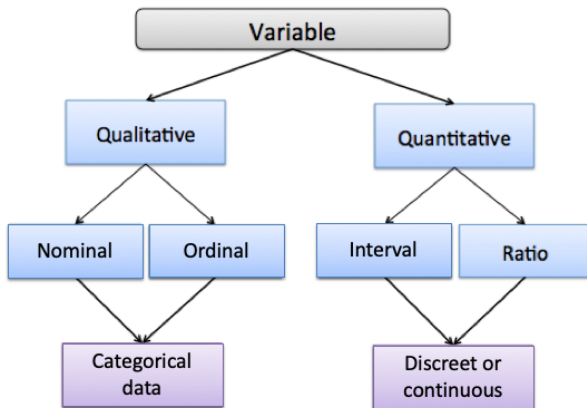 Variable
Qualitative
Quantitative
Nominal
Ordinal
Interval
Ratio
Categorical
data
Discreet or
continuous